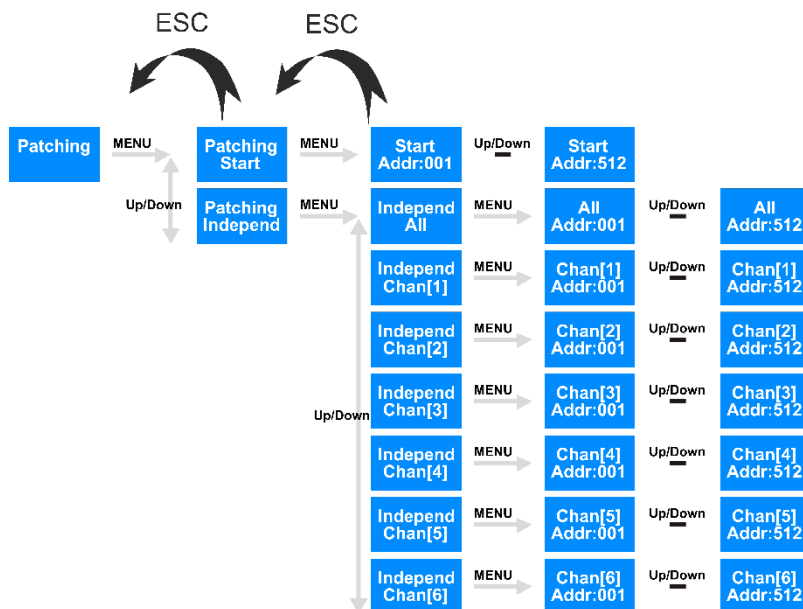 ESC
ESC
Patching
MENU
Patching
Start
MENU
Start
Addr:001
Up/Down
Start
Addr:512
Up/Down
Patching
Independ
MENU
Independ
All
MENU
All
Addr:001
Up/Down
All
Addr:512
Independ
Chan[1]
MENU
Chan[1]
Addr:001
Up/Down
Chan[1]
Addr:512
Independ
Chan[2]
MENU
Chan[2]
Addr:001
Up/Down
Chan[2]
Addr:512
Independ
Chan[3]
MENU
Chan[3]
Addr:001
Up/Down
Chan[3]
Addr:512
Up/Down
Independ
Chan[4]
MENU
Chan[4]
Addr:001
Up/Down
Chan[4]
Addr:512
Independ
Chan[5]
MENU
Chan[5]
Addr:001
Up/Down
Chan[5]
Addr:512
Independ
Chan[6]
MENU
Chan[6]
Addr:001
Up/Down
Chan[6]
Addr:512